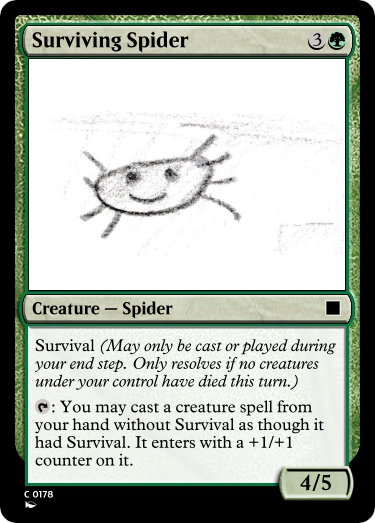 Surviving Spider 3
Creature — Spider
Survival (May only be cast or played during
your end step. Only resolves if no creatures
under your control have died this turn.)
: You may cast a creature spell from
your hand without Survival as though it
had Survival. It enters with a +1/+1
counter on it.
4/5
C 0178